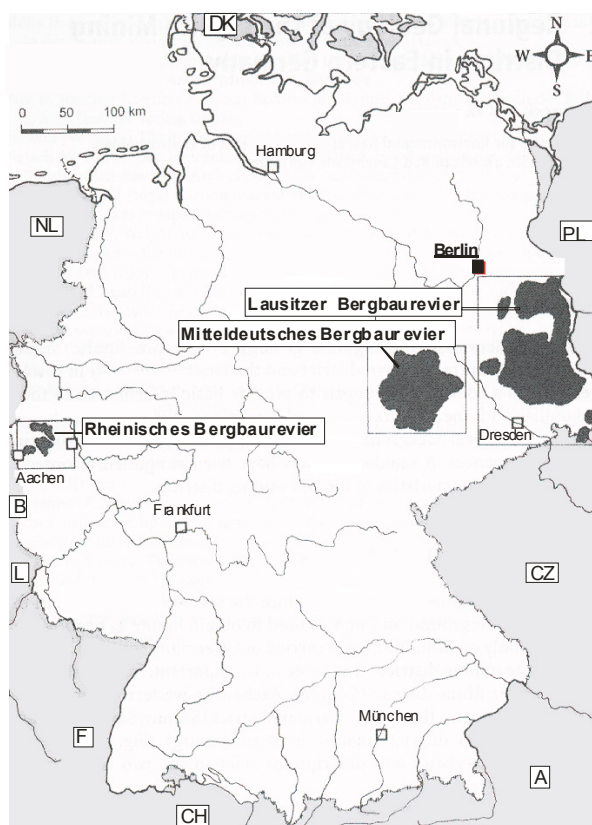 DK
N
W E
S
0 50 100 km
Hamburg
NL
PL
Berlin
Lausitzer Bergbaurevier
Mitteldeutsches Bergbaurevier
Rheinisches Bergbaurevier
Dresden
Aachen
B
Frankfurt
L
CZ
München
F
A
CH